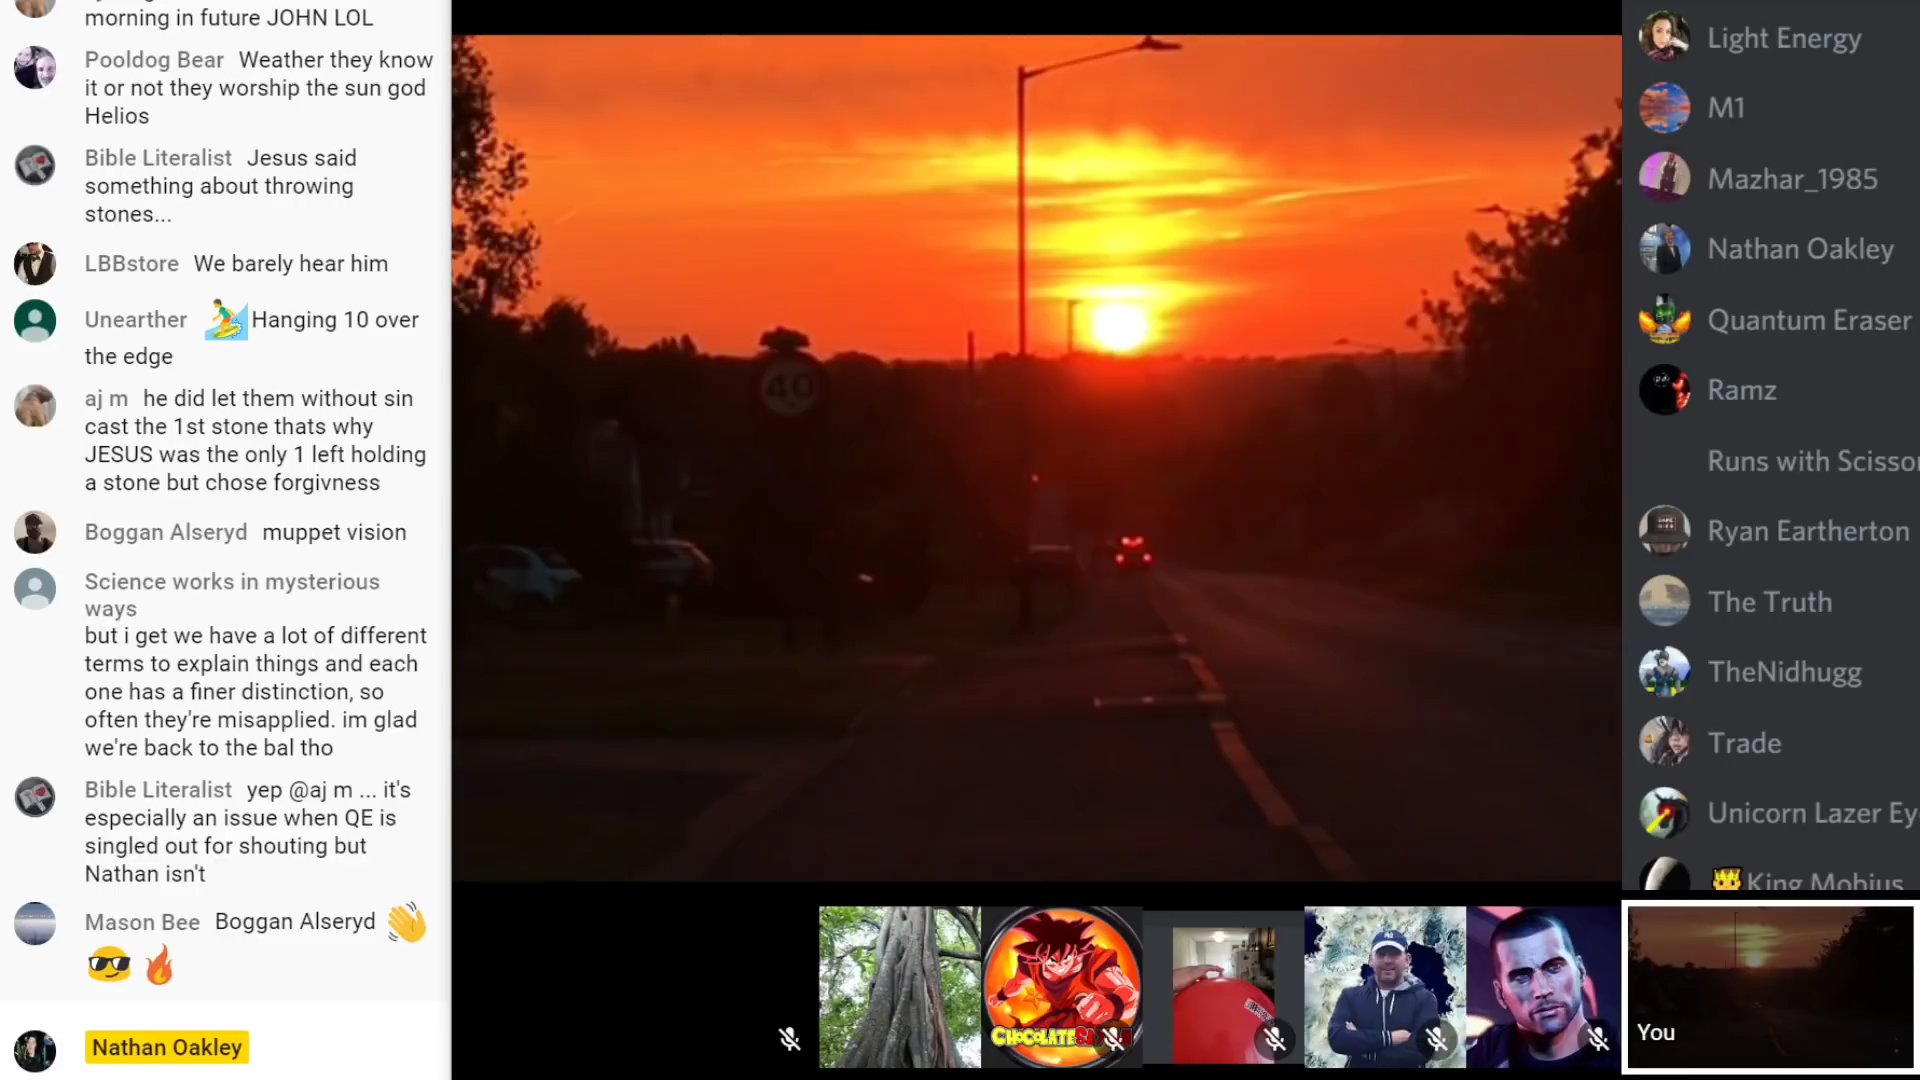 morning in future JOHN LOL
Pooldog Bear Weather they know
it or not they worship the sun god
Helios
Bible Literalist Jesus said
something about throwing
stones...
LBBstore We barely hear him
Unearther 🏄Hanging 10 over
the edge
aj m he did let them without sin
cast the 1st stone thats why
JESUS was the only 1 left holding
a stone but chose forgivness
Boggan Alseryd muppet vision
Science works in mysterious
ways
but i get we have a lot of different
terms to explain things and each
one has a finer distinction, so
often they're misapplied. im glad
we're back to the bal tho
Bible Literalist yep @aj m ... it's
especially an issue when QE is
singled out for shouting but
Nathan isn't
Mason Bee Boggan Alseryd 👋
😎🔥
Nathan Oakley
40
Light Energy
M1
Mazhar_1985
Nathan Oakley
Quantum Eraser
Ramz
Runs with Scissor
Ryan Eartherton
The Truth
TheNidhugg
Trade
Unicorn Lazer Ey
👑King Mobius
You